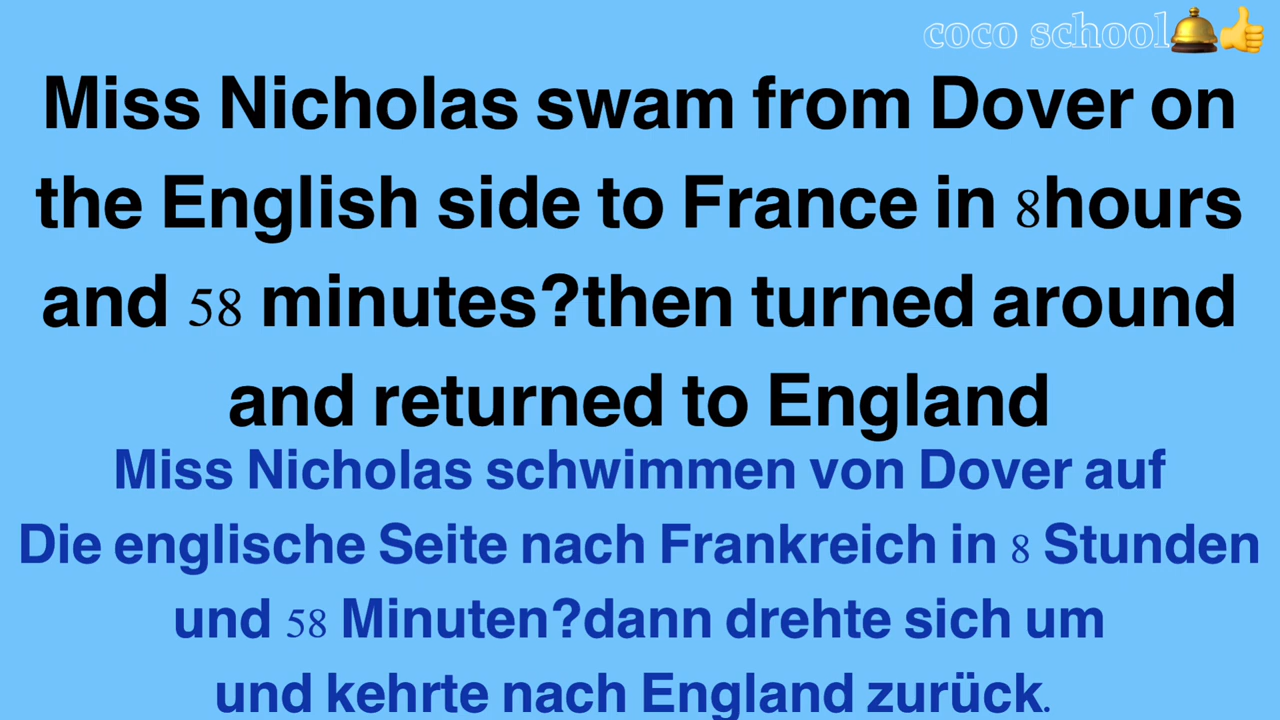 coco school🛎️👍
Miss Nicholas swam from Dover on
the English side to France in 8hours
and 58 minutes?then turned around
and returned to England
Miss Nicholas schwimmen von Dover auf
Die englische Seite nach Frankreich in 8 Stunden
und 58 Minuten?dann drehte sich um
und kehrte nach England zurück.